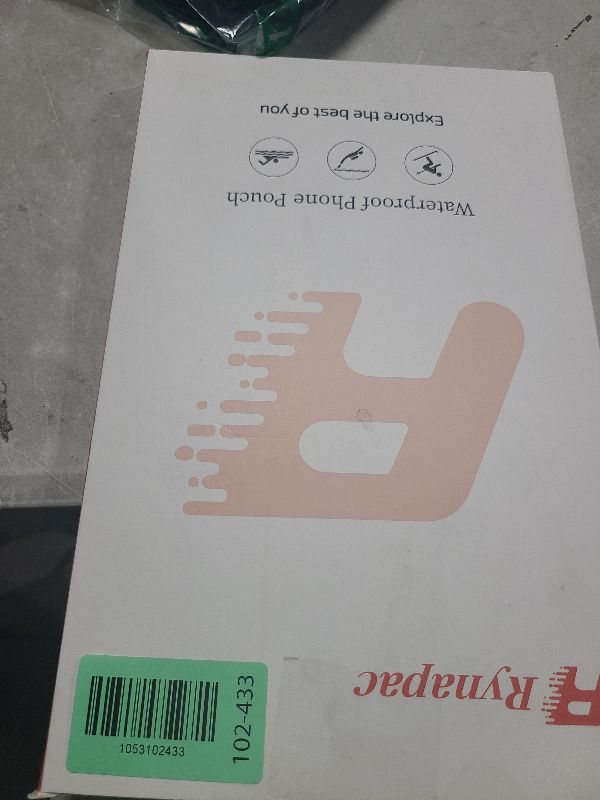 Rynapac
Waterproof Phone Pouch
Explore the best of you
1053102433
102-433